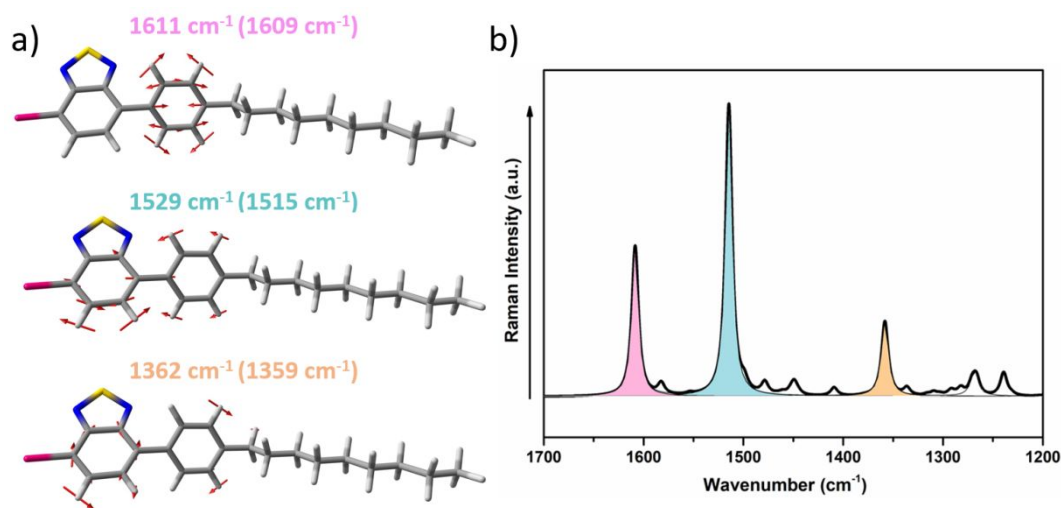 a)
1611 cm⁻¹ (1609 cm⁻¹)
1529 cm⁻¹ (1515 cm⁻¹)
1362 cm⁻¹ (1359 cm⁻¹)
b)
Raman Intensity (a.u.)
1700 1600 1500 1400 1300 1200
Wavenumber (cm⁻¹)